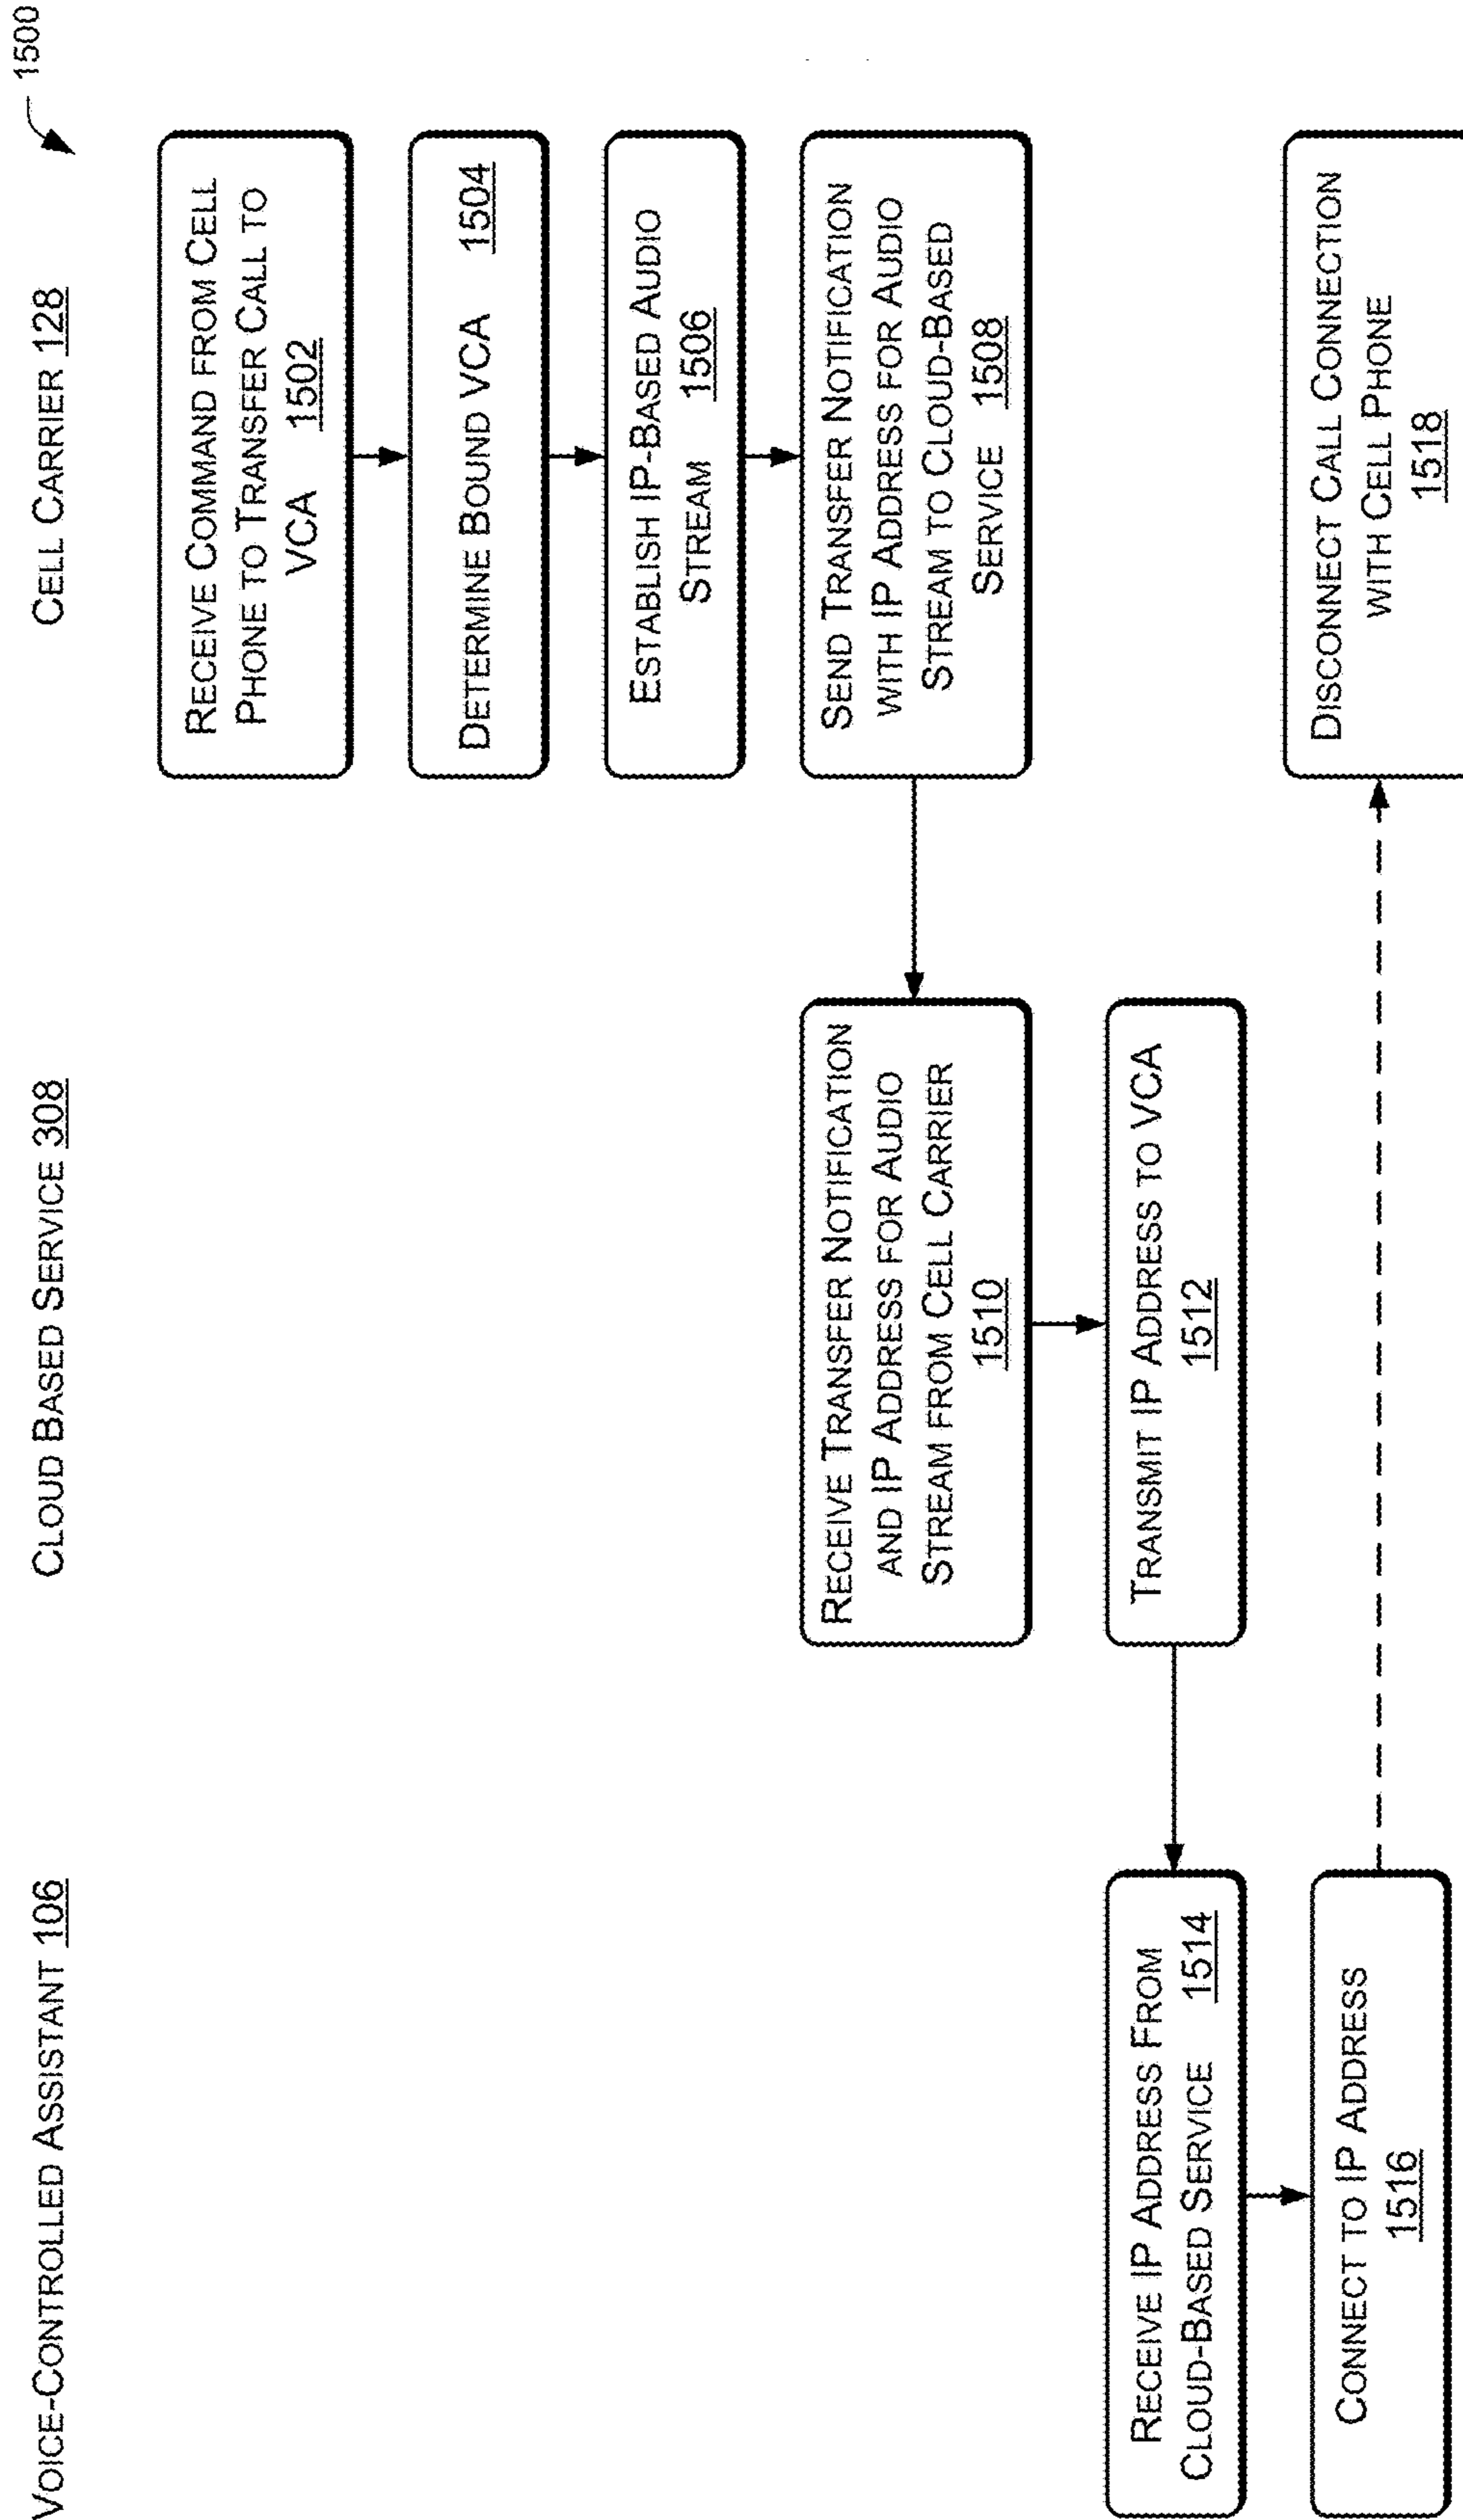 1500
VOICE-CONTROLLED ASSISTANT 106
CLOUD BASED SERVICE 308
CELL CARRIER 128
RECEIVE COMMAND FROM CELL
PHONE TO TRANSFER CALL TO
VCA 1502
DETERMINE BOUND VCA 1504
ESTABLISH IP-BASED AUDIO
STREAM 1506
SEND TRANSFER NOTIFICATION
WITH IP ADDRESS FOR AUDIO
STREAM TO CLOUD-BASED
SERVICE 1508
RECEIVE TRANSFER NOTIFICATION
AND IP ADDRESS FOR AUDIO
STREAM FROM CELL CARRIER
1510
TRANSMIT IP ADDRESS TO VCA
1512
RECEIVE IP ADDRESS FROM
CLOUD-BASED SERVICE 1514
CONNECT TO IP ADDRESS
1516
DISCONNECT CALL CONNECTION
WITH CELL PHONE
1518